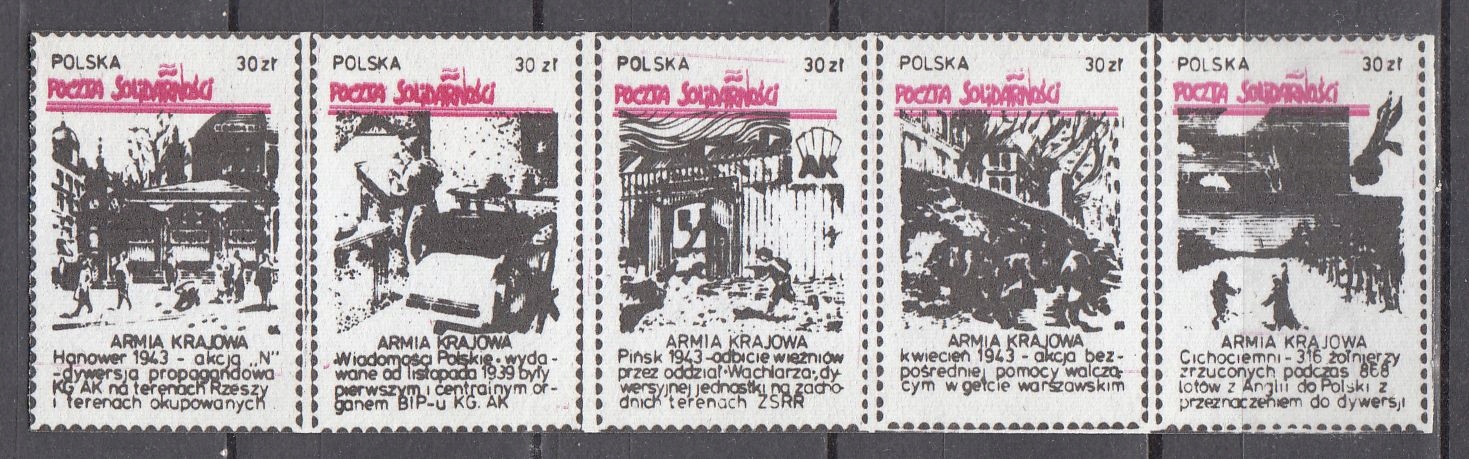 POLSKA 30 zł
POCZTA SOLIDARNOŚCI
ARMIA KRAJOWA
Hanower 1943 - akcja „N"
-dywersja propagandowa
KG AK na terenach Rzeszy
i terenach okupowanych
POLSKA 30 zł
POCZTA SOLIDARNOŚCI
ARMIA KRAJOWA
•Wiadomości Polskie• wyda-
wane od listopada 1939 były
pierwszym i centralnym or-
ganem BIP-u KG. AK
POLSKA 30 zł
POCZTA SOLIDARNOŚCI
AK
ARMIA KRAJOWA
Pińsk 1943-odbicie więźniów
przez oddział •Wachlarza•, dy-
wersyjnej jednostki na zacho-
dnich terenach ZSRR
POLSKA 30 zł
POCZTA SOLIDARNOŚCI
ARMIA KRAJOWA
kwiecień 1943 - akcja bez-
pośredniej pomocy walczą-
cym w getcie warszawskim
POLSKA 30 zł
POCZTA SOLIDARNOŚCI
ARMIA KRAJOWA
Cichociemni - 316 żołnierzy
zrzuconych podczas 868
lotów z Anglii do Polski z
przeznaczeniem do dywersji